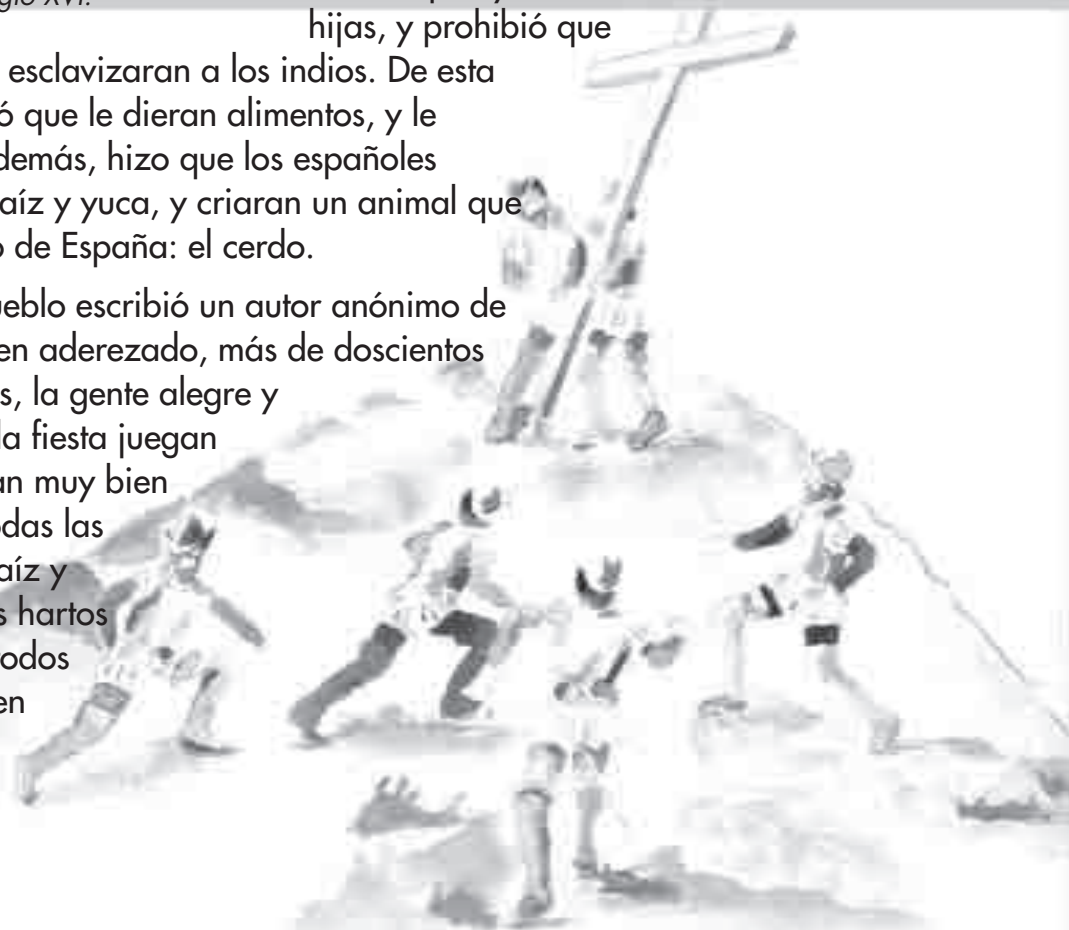 glo XVI.
hijas, y prohibió que
esclavizaran a los indios. De esta
ó que le dieran alimentos, y le
demás, hizo que los españoles
aíz y yuca, y criaran un animal que
o de España: el cerdo.
ueblo escribió un autor anónimo de
en aderezado, más de doscientos
s, la gente alegre y
la fiesta juegan
an muy bien
odas las
aíz y
s hartos
todos
en